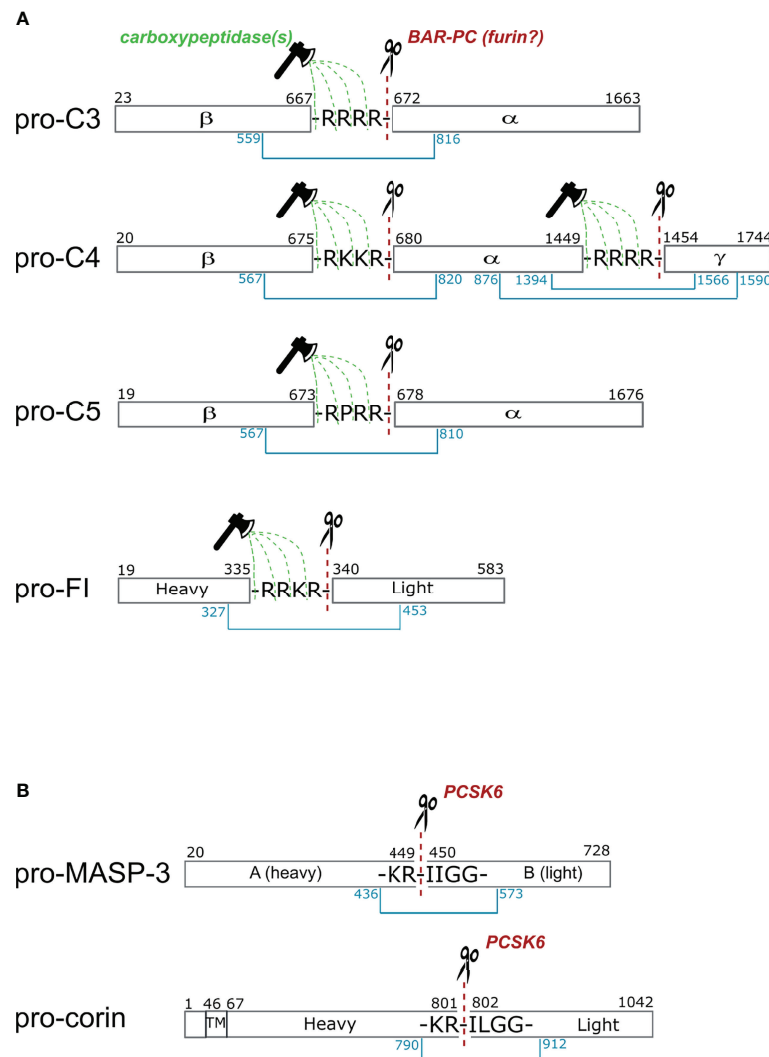 A
carboxypeptidase(s) BAR-PC (furin?)
23 667 672 1663
pro-C3 β -RRRR- α
559 816
20 675 680 1449 1454 1744
pro-C4 β -RKKR- α -RRRR- γ
567 820 876 1394 1566 1590
19 673 678 1676
pro-C5 β -RPRR- α
567 810
19 335 340 583
pro-FI Heavy -RRKR- Light
327 453
B
PCSK6
20 449 450 728
pro-MASP-3 A (heavy) -KR-IIGG- B (light)
436 573
PCSK6
1 46 67 801 802 1042
pro-corin TM Heavy -KR-ILGG- Light
790 912